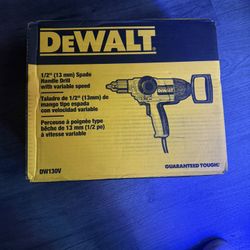 DEWALT
1/2" (13 mm) Spade
Handle Drill
with variable speed
Taladro de 1/2" (13mm) de
mango tipo espada
con velocidad variable
Perceuse à poignée type
bêche de 13 mm (1/2 po)
à vitesse variable
DW130V
GUARANTEED TOUGH.